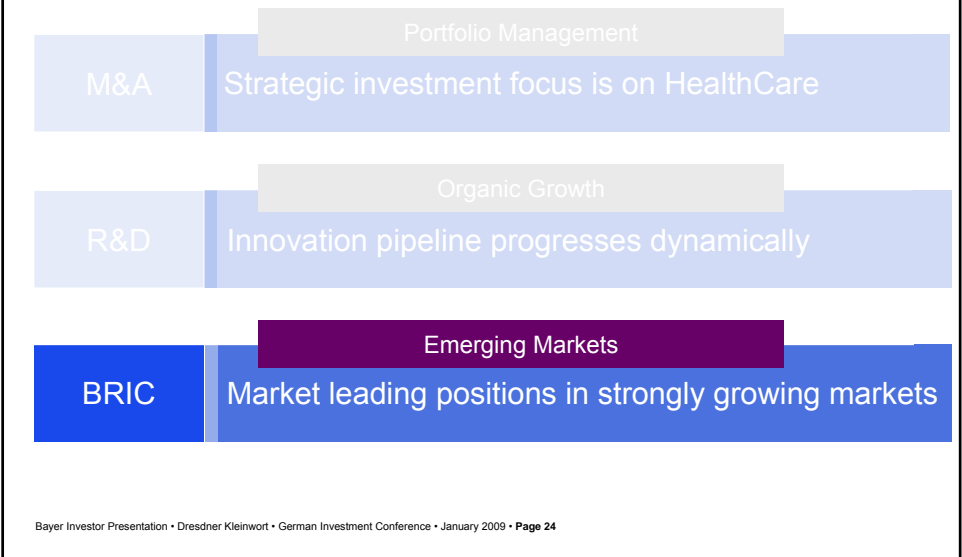 Portfolio Management
M&A
Strategic investment focus is on HealthCare
Organic Growth
R&D
Innovation pipeline progresses dynamically
Emerging Markets
BRIC
Market leading positions in strongly growing markets
Bayer Investor Presentation • Dresdner Kleinwort • German Investment Conference • January 2009 • Page 24